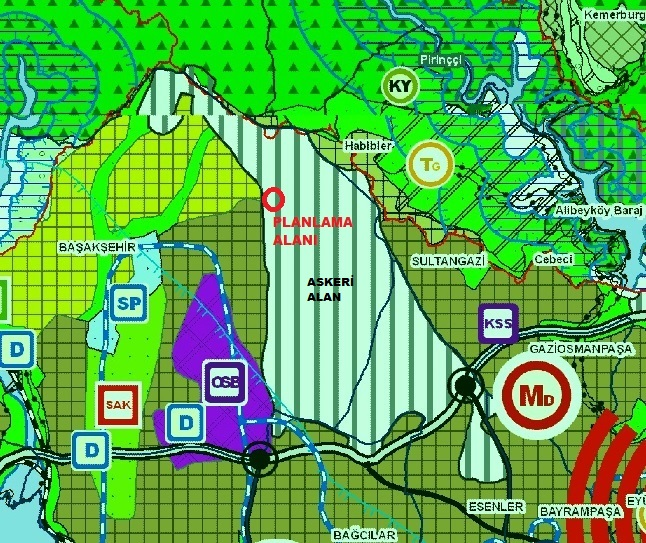 Kemerburg
Pirinççi
KY
Habibler
TG
Alibeyköy Baraj
PLANLAMA
ALANI
BAŞAKŞEHİR
SULTANGAZİ
Cebeci
ASKERİ
ALAN
SP
KSS
D
GAZİOSMANPAŞA
OSB
MD
SAK
D
D
ESENLER
BAYRAMPAŞA
EYÜ
BAĞCILAR